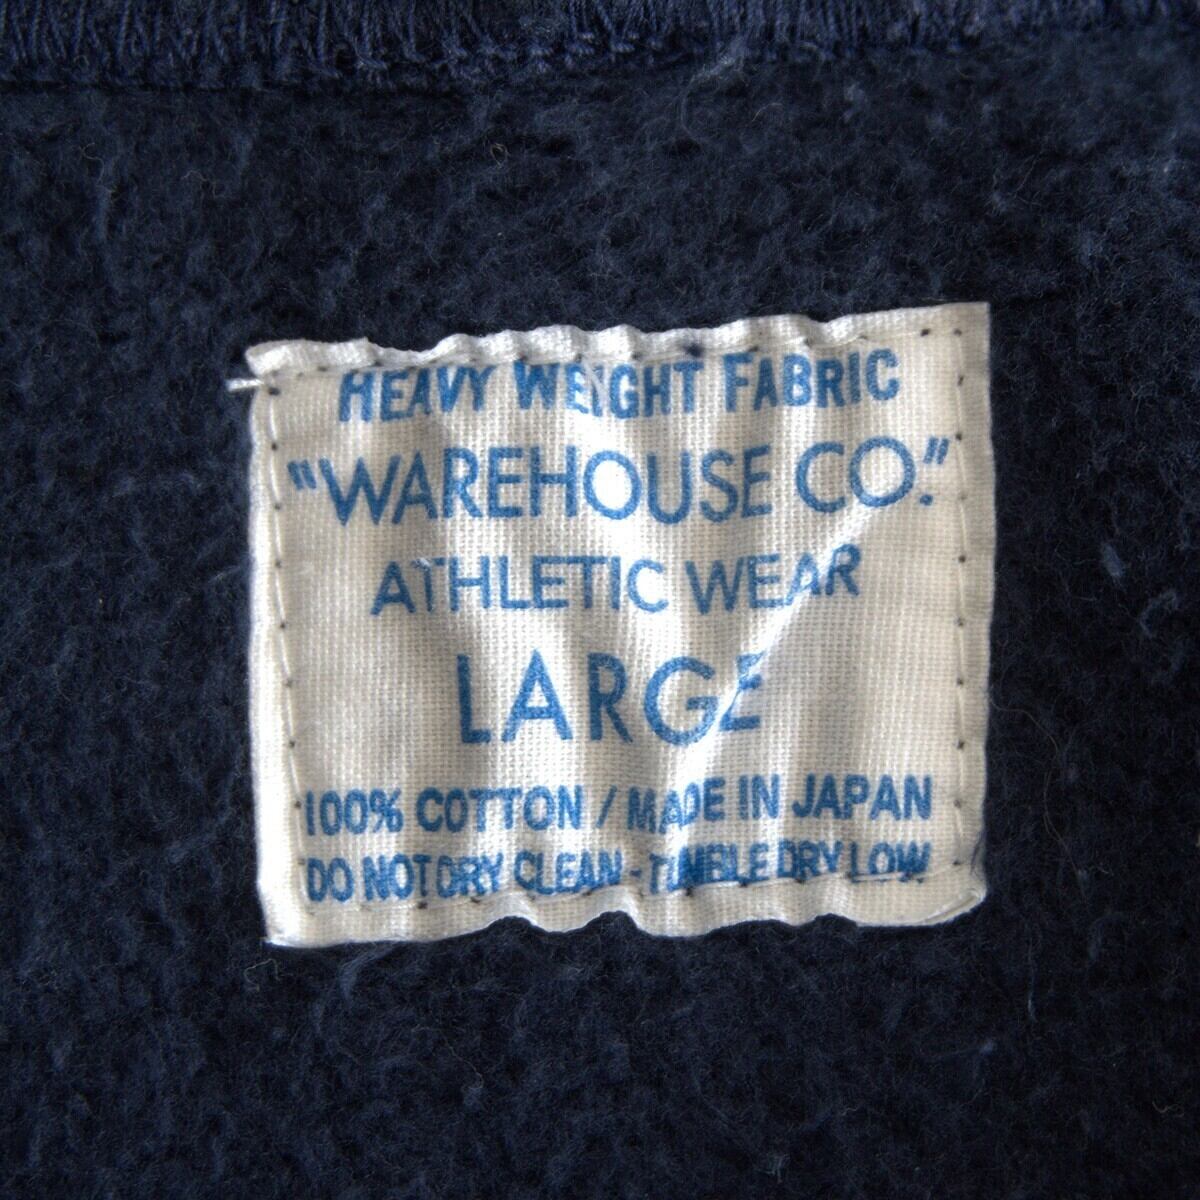 HEAVY WEIGHT FABRIC
"WAREHOUSE CO."
ATHLETIC WEAR
LARGE
100% COTTON / MADE IN JAPAN
DO NOT DRY CLEAN - TUMBLE DRY LOW